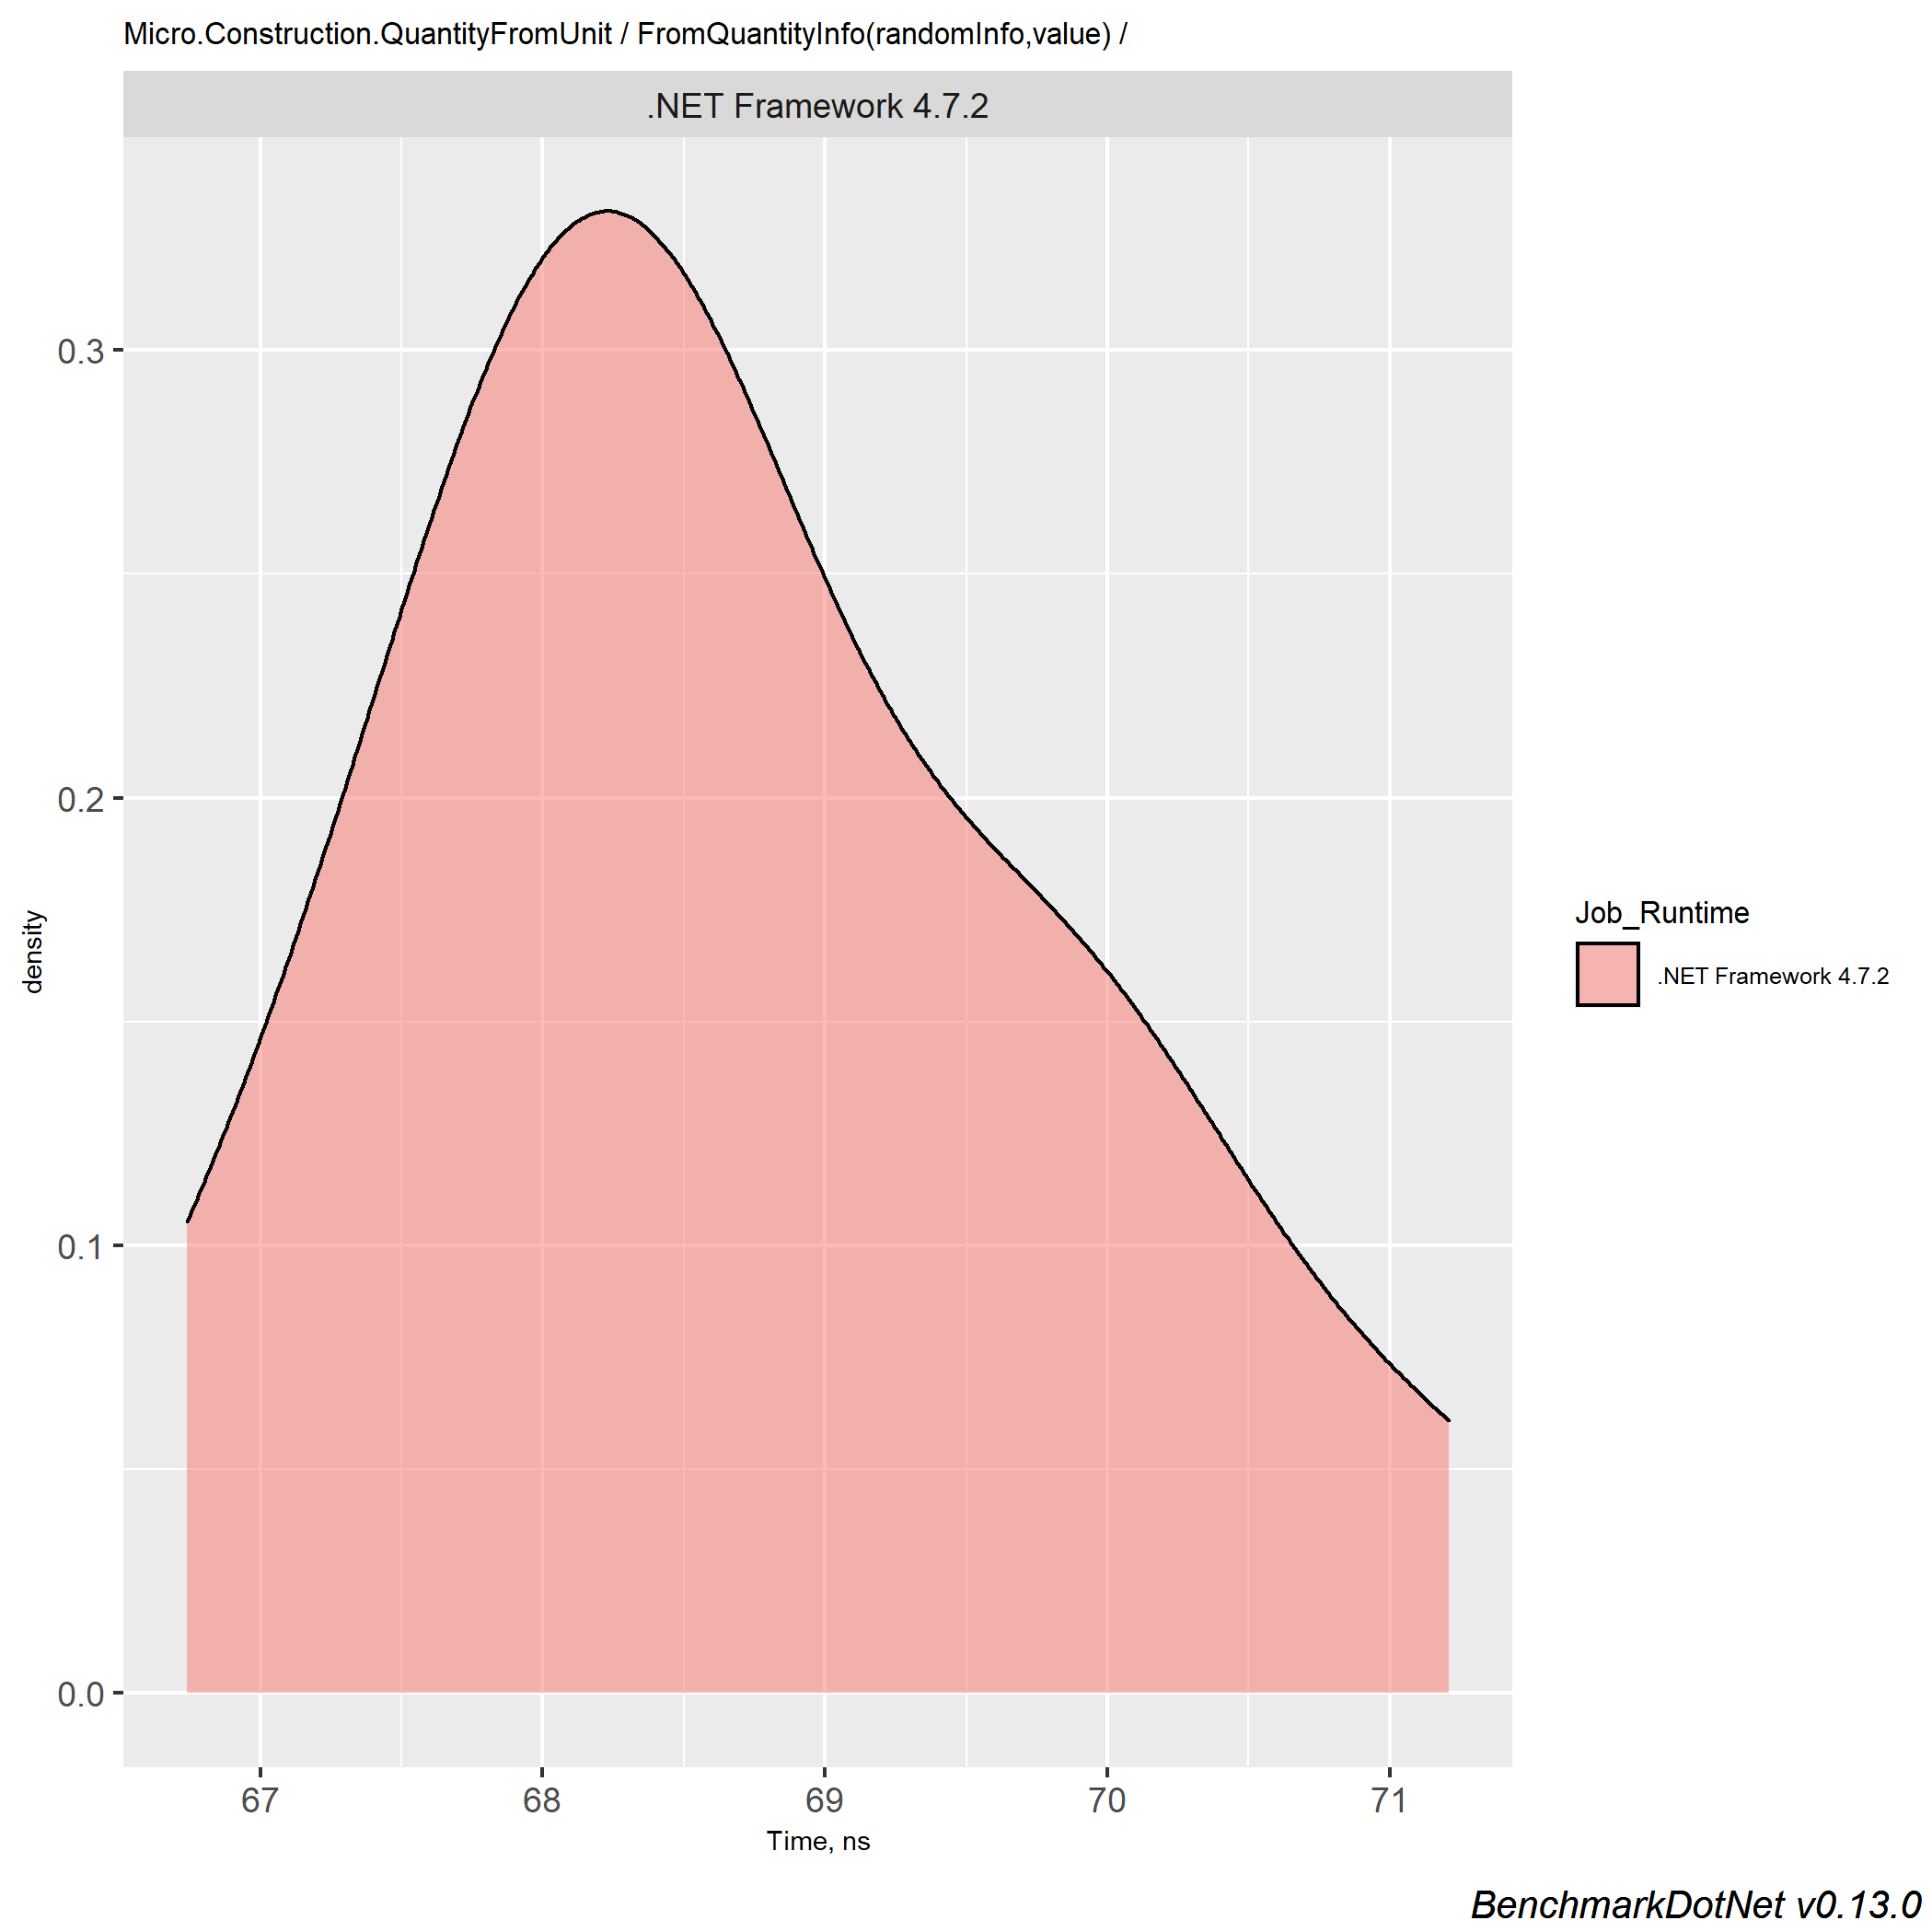 Micro.Construction.QuantityFromUnit / FromQuantityInfo(randomInfo,value) /
.NET Framework 4.7.2
0.3
0.2
0.1
0.0
density
67 68 69 70 71
Time, ns
Job_Runtime
.NET Framework 4.7.2
BenchmarkDotNet v0.13.0